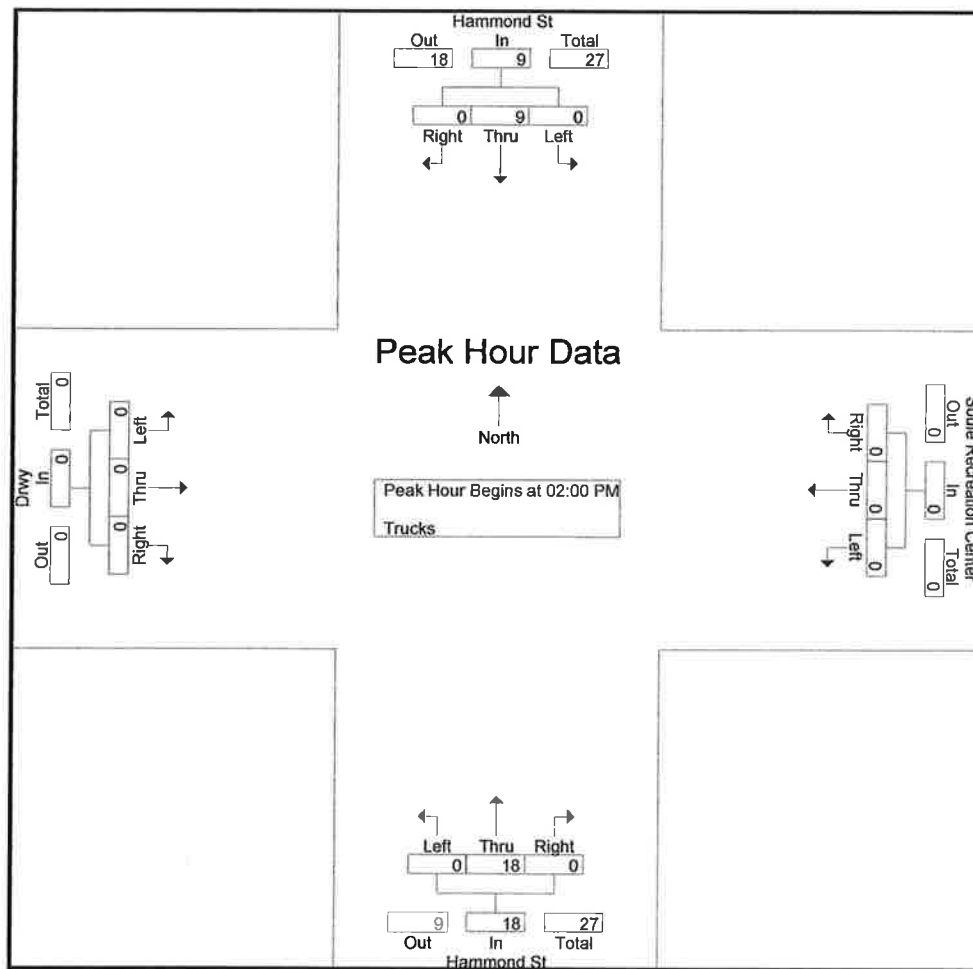 Hammond St
Out In Total
18 9 27
0 9 0
Right Thru Left
Peak Hour Data
North
Peak Hour Begins at 02:00 PM
Trucks
Drwy
Total In Out
0 0 0
0 0 0
Left Thru Right
Right Thru Left
0 0 0
0 0 0
Out In Total
Soule Recreation Center
Left Thru Right
0 18 0
9 18 27
Out In Total
Hammond St